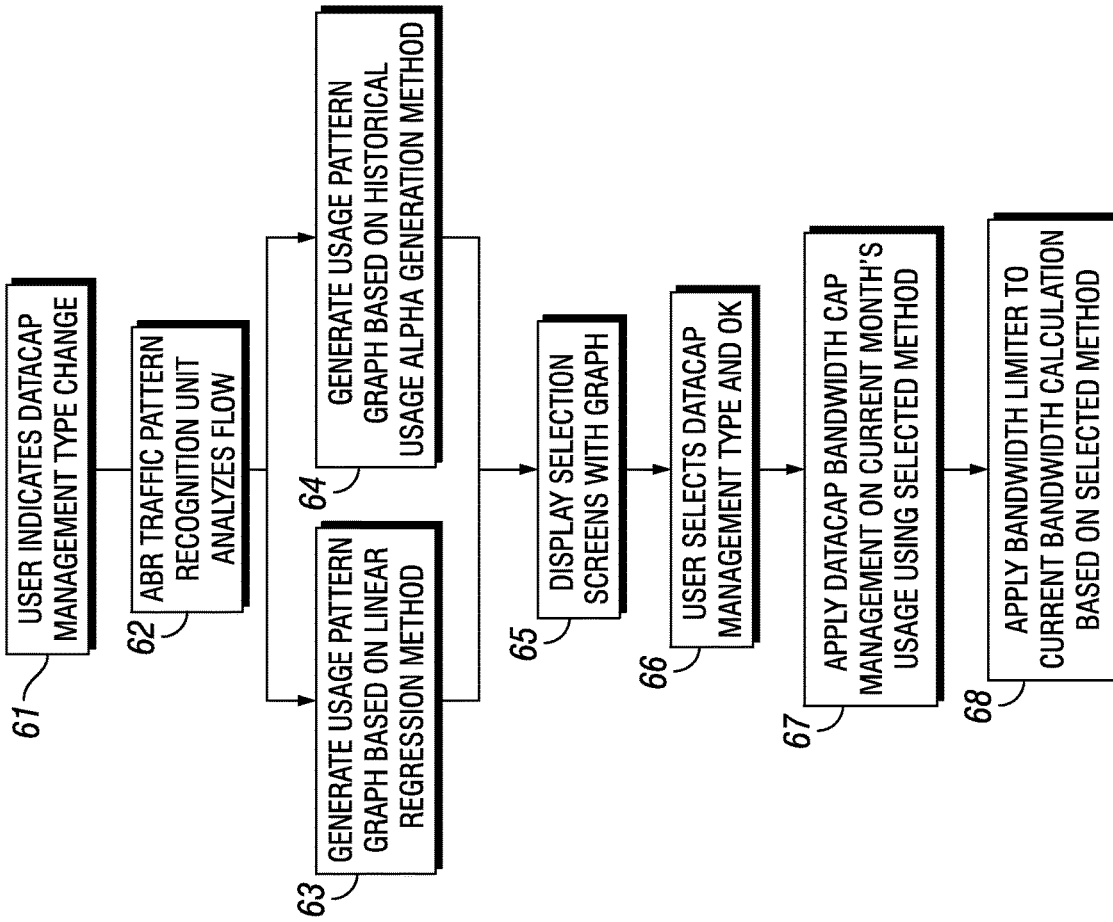 61
USER INDICATES DATACAP
MANAGEMENT TYPE CHANGE
62
ABR TRAFFIC PATTERN
RECOGNITION UNIT
ANALYZES FLOW
63
GENERATE USAGE PATTERN
GRAPH BASED ON LINEAR
REGRESSION METHOD
64
GENERATE USAGE PATTERN
GRAPH BASED ON HISTORICAL
USAGE ALPHA GENERATION METHOD
65
DISPLAY SELECTION
SCREENS WITH GRAPH
66
USER SELECTS DATACAP
MANAGEMENT TYPE AND OK
67
APPLY DATACAP BANDWIDTH CAP
MANAGEMENT ON CURRENT MONTH'S
USAGE USING SELECTED METHOD
68
APPLY BANDWIDTH LIMITER TO
CURRENT BANDWIDTH CALCULATION
BASED ON SELECTED METHOD